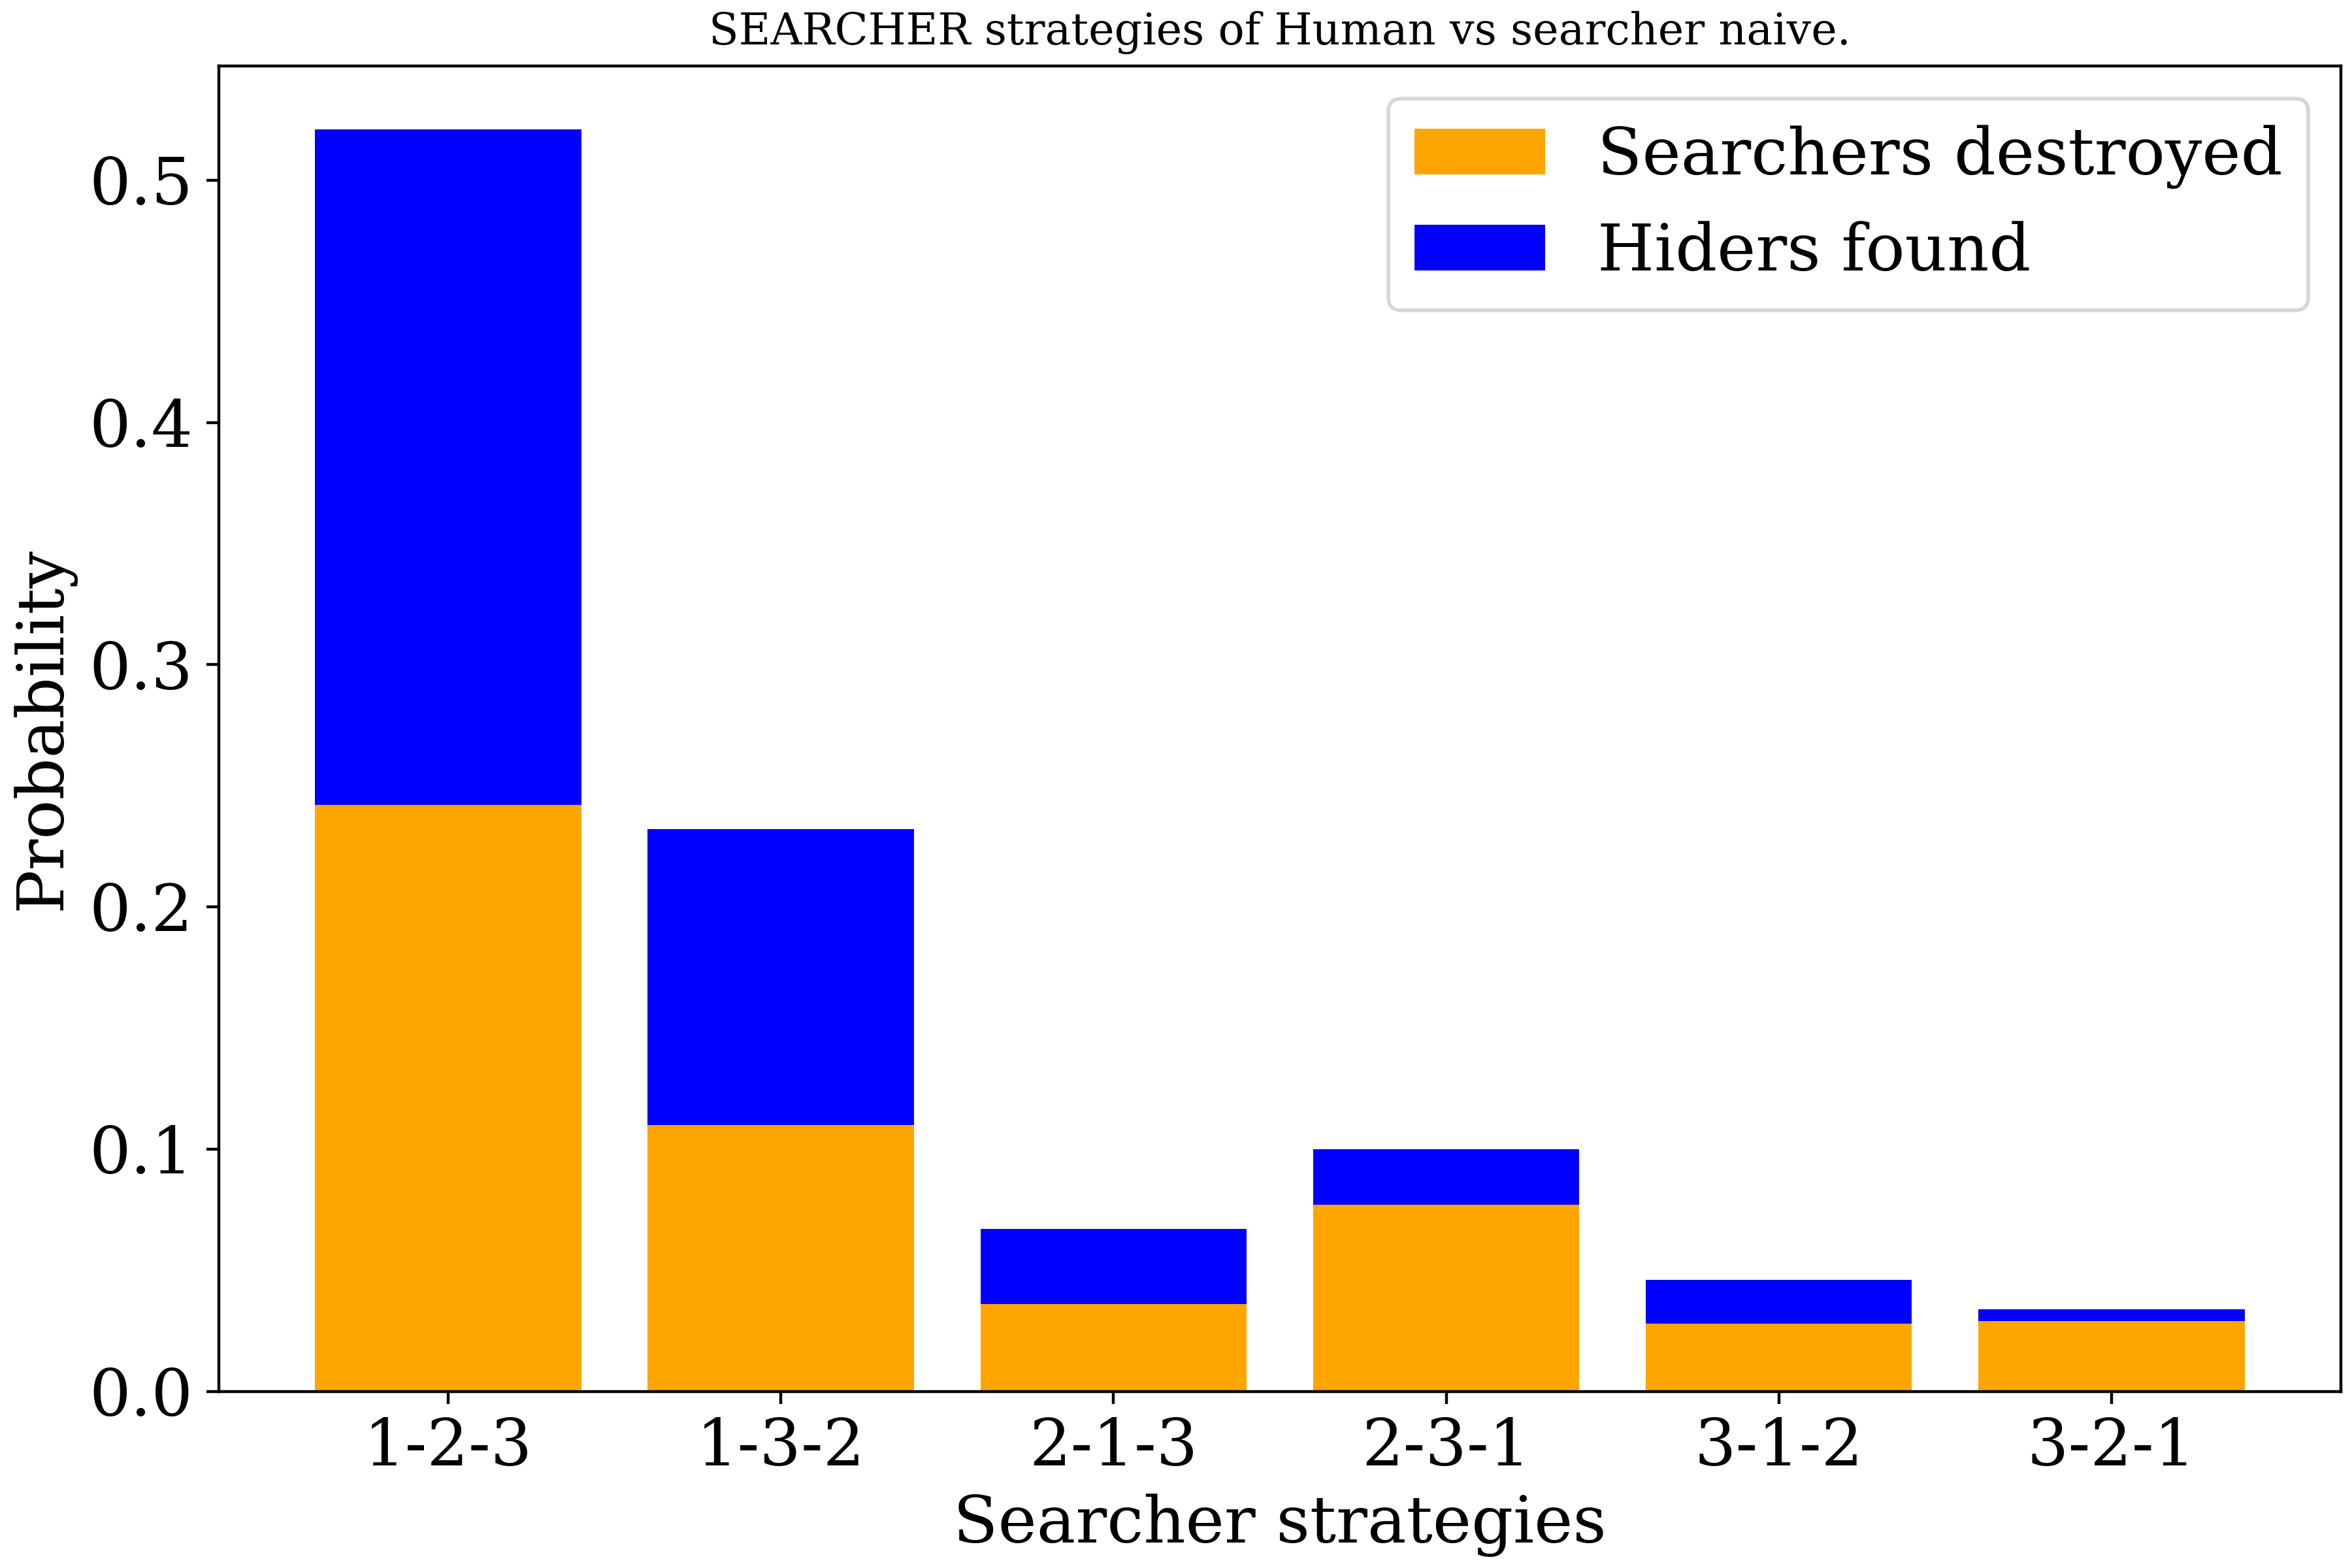 SEARCHER strategies of Human vs searcher naive.
Searchers destroyed
Hiders found
Probability
0.5
0.4
0.3
0.2
0.1
0.0
1-2-3 1-3-2 2-1-3 2-3-1 3-1-2 3-2-1
Searcher strategies